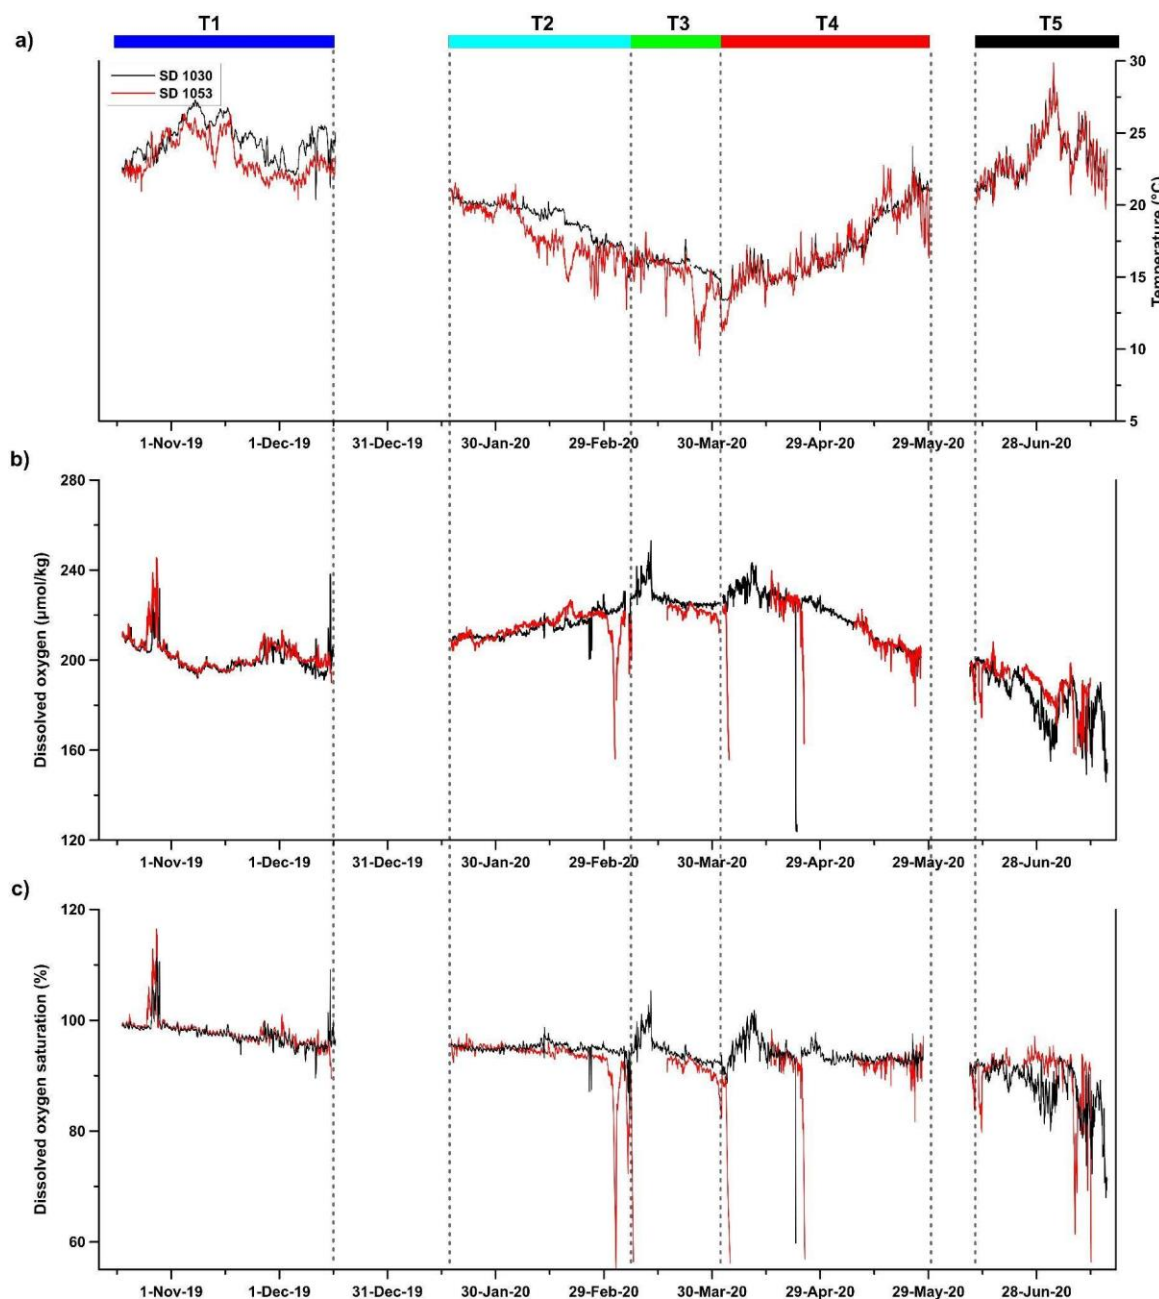 T1 T2 T3 T4 T5
a)
SD 1030
SD 1053
30
25
20
15
10
5
Temperature (°C)
1-Nov-19 1-Dec-19 31-Dec-19 30-Jan-20 29-Feb-20 30-Mar-20 29-Apr-20 29-May-20 28-Jun-20
b)
Dissolved oxygen (μmol/kg)
280
240
200
160
120
1-Nov-19 1-Dec-19 31-Dec-19 30-Jan-20 29-Feb-20 30-Mar-20 29-Apr-20 29-May-20 28-Jun-20
c)
Dissolved oxygen saturation (%)
120
100
80
60
1-Nov-19 1-Dec-19 31-Dec-19 30-Jan-20 29-Feb-20 30-Mar-20 29-Apr-20 29-May-20 28-Jun-20